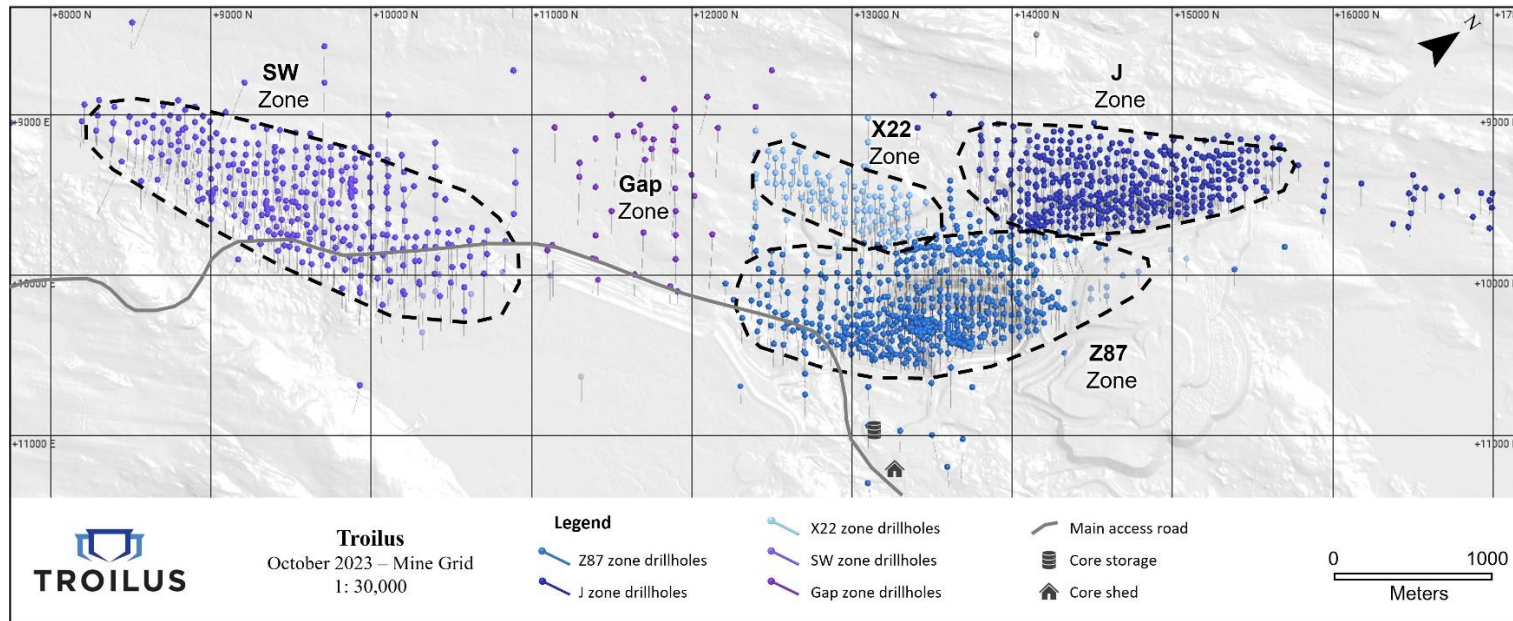 +8000 N
+9000 N
+10000 N
+11000 N
+12000 N
+13000 N
+14000 N
+15000 N
+16000 N
N
SW
Zone
J
Zone
+9000 E
+9000 E
X22
Zone
Gap
Zone
+10000 E
Z87
Zone
+11000 E
+11000 E
TROILUS
Troilus
October 2023 – Mine Grid
1: 30,000
Legend
Z87 zone drillholes
J zone drillholes
X22 zone drillholes
SW zone drillholes
Gap zone drillholes
Main access road
Core storage
Core shed
0 1000
Meters